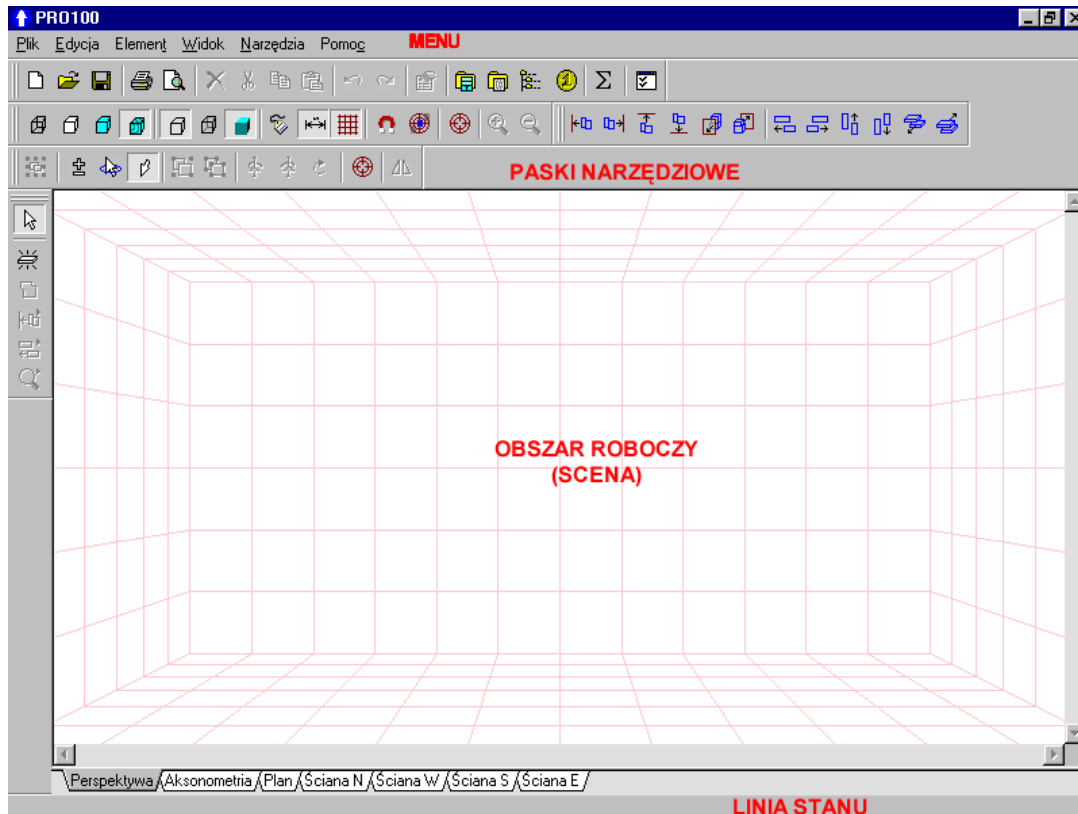 PRO100
Plik Edycja Element Widok Narzędzia Pomoc MENU
PASKI NARZĘDZIOWE
OBSZAR ROBOCZY
(SCENA)
Perspektywa Aksonometria Plan Ściana N Ściana W Ściana S Ściana E
LINIA STANU